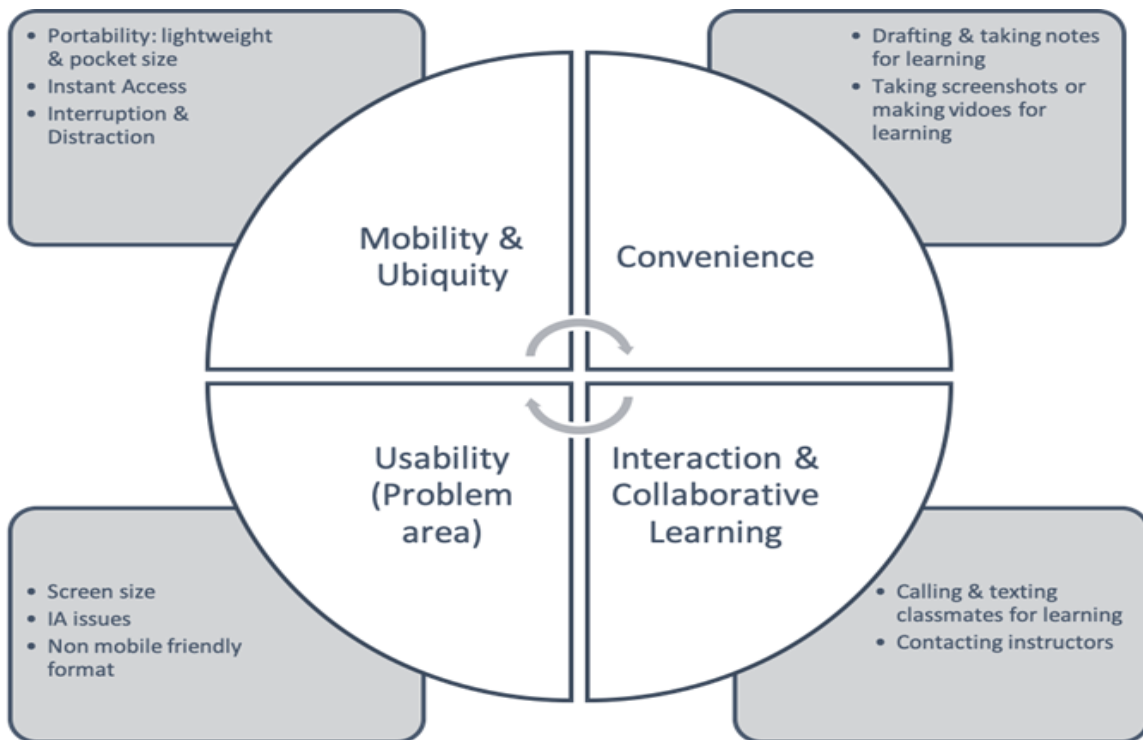 • Portability: lightweight
& pocket size
• Instant Access
• Interruption &
Distraction
• Drafting & taking notes
for learning
• Taking screenshots or
making vidoes for
learning
Mobility &
Ubiquity
Convenience
Usability
(Problem
area)
Interaction &
Collaborative
Learning
• Screen size
• IA issues
• Non mobile friendly
format
• Calling & texting
classmates for learning
• Contacting instructors